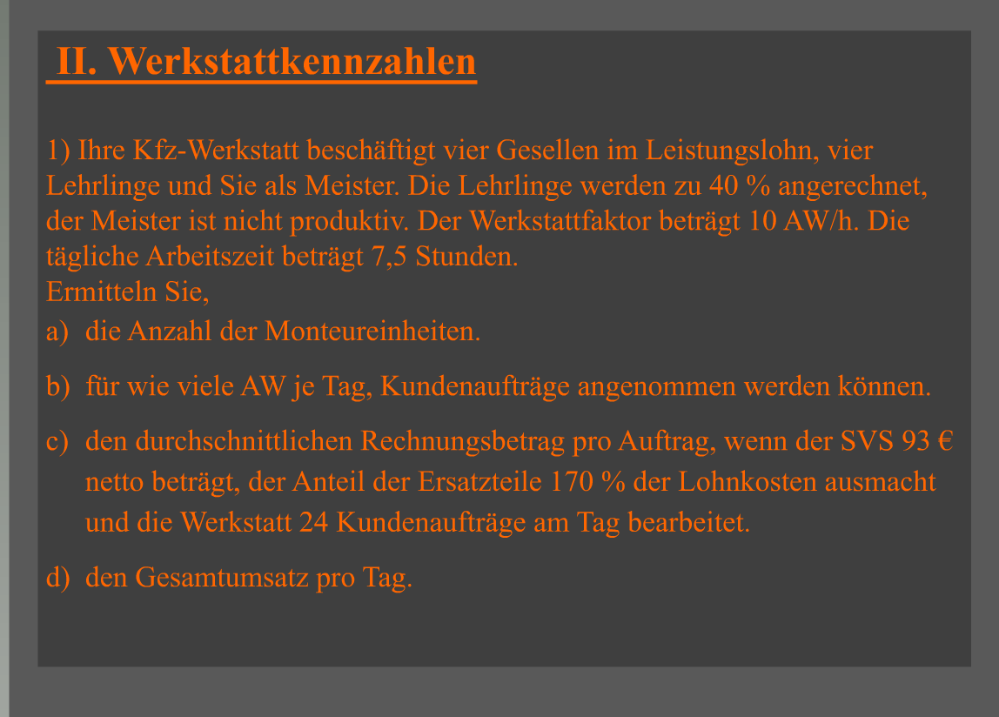 II. Werkstattkennzahlen
1) Ihre Kfz-Werkstatt beschäftigt vier Gesellen im Leistungslohn, vier
Lehrlinge und Sie als Meister. Die Lehrlinge werden zu 40 % angerechnet,
der Meister ist nicht produktiv. Der Werkstattfaktor beträgt 10 AW/h. Die
tägliche Arbeitszeit beträgt 7,5 Stunden.
Ermitteln Sie,
a) die Anzahl der Monteureinheiten.
b) für wie viele AW je Tag, Kundenaufträge angenommen werden können.
c) den durchschnittlichen Rechnungsbetrag pro Auftrag, wenn der SVS 93 €
netto beträgt, der Anteil der Ersatzteile 170 % der Lohnkosten ausmacht
und die Werkstatt 24 Kundenaufträge am Tag bearbeitet.
d) den Gesamtumsatz pro Tag.